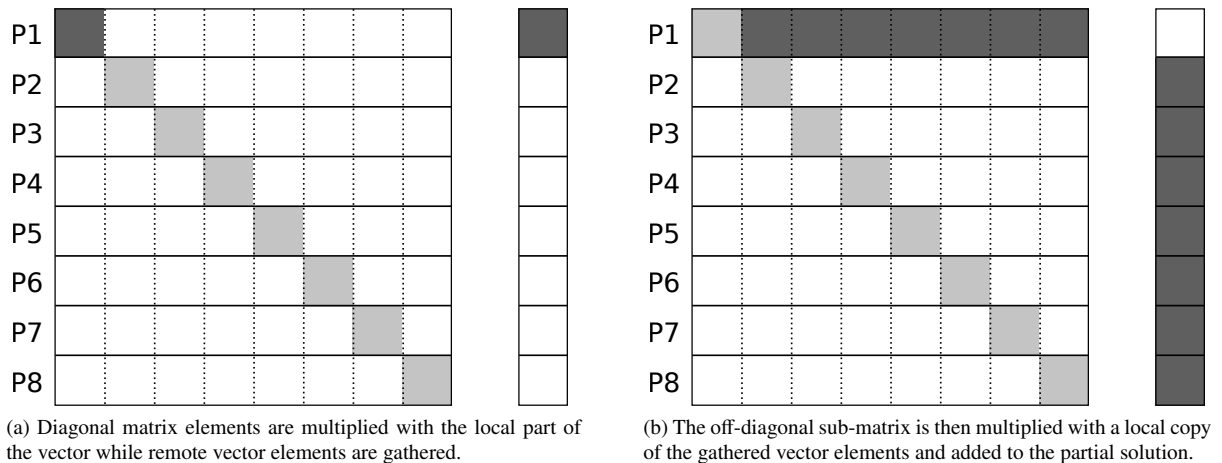 P1
P2
P3
P4
P5
P6
P7
P8
(a) Diagonal matrix elements are multiplied with the local part of
the vector while remote vector elements are gathered.
P1
P2
P3
P4
P5
P6
P7
P8
(b) The off-diagonal sub-matrix is then multiplied with a local copy
of the gathered vector elements and added to the partial solution.